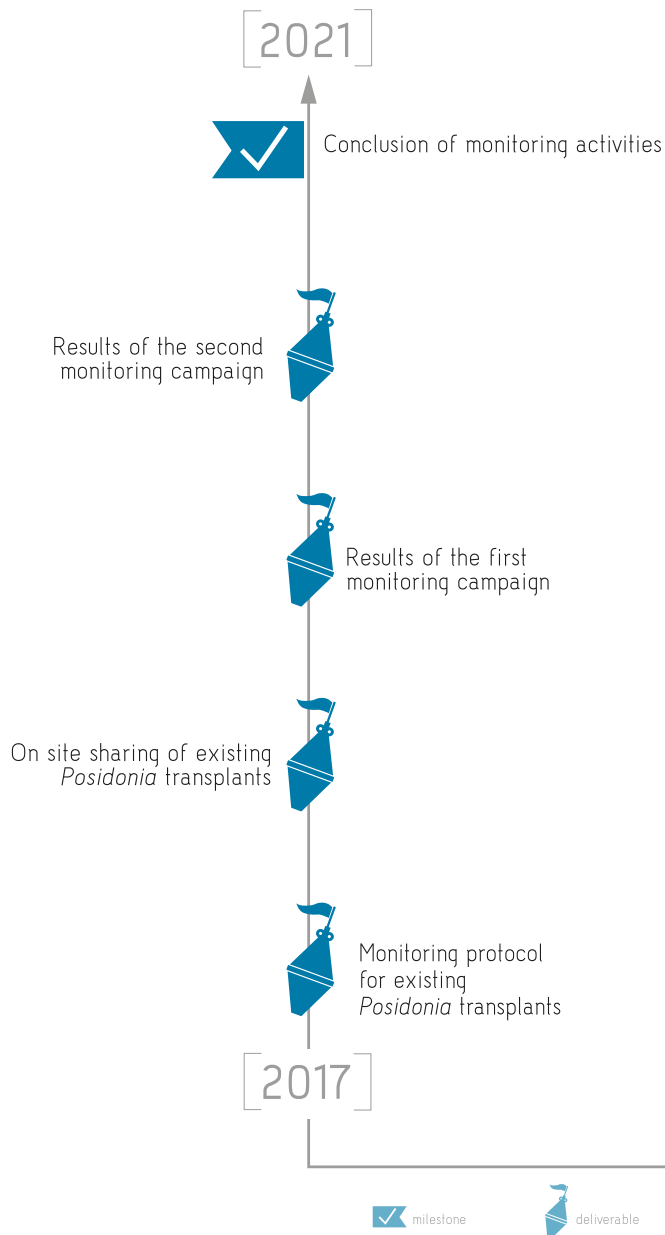 [2021]
Conclusion of monitoring activities
Results of the second
monitoring campaign
Results of the first
monitoring campaign
On site sharing of existing
Posidonia transplants
Monitoring protocol
for existing
Posidonia transplants
[2017]
milestone
deliverable